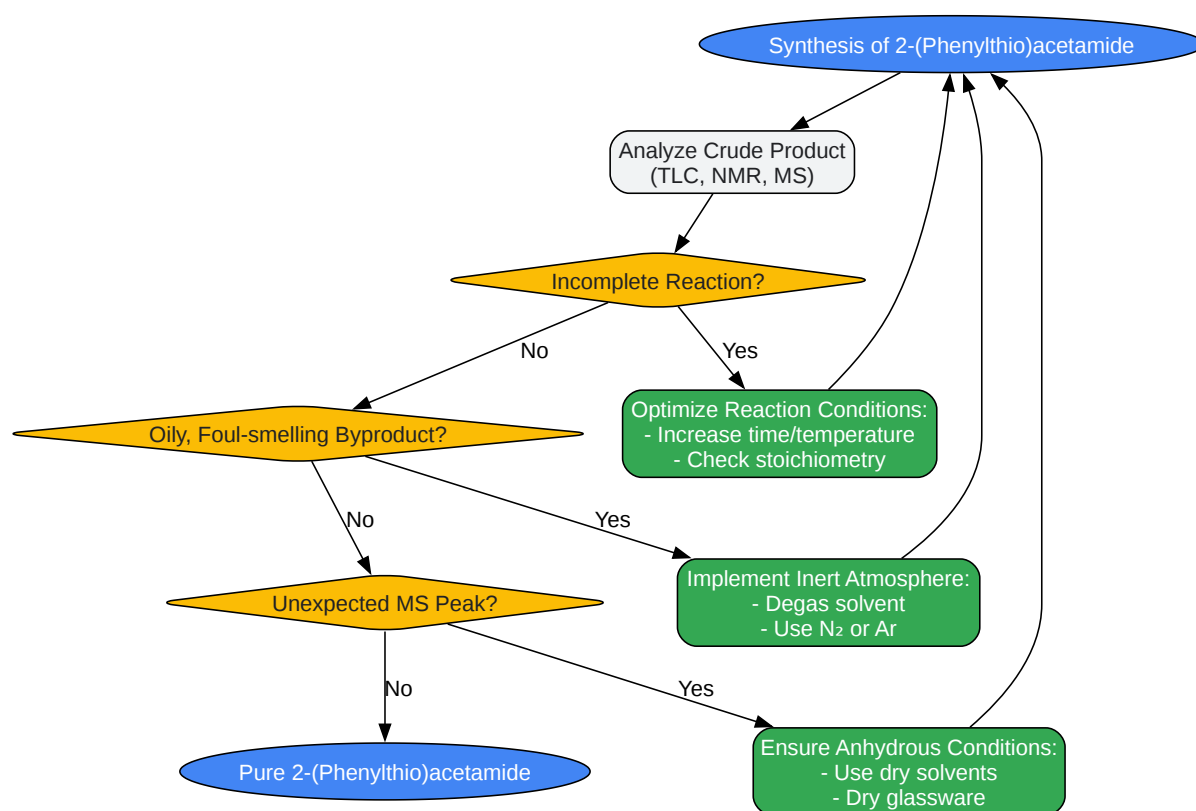 Synthesis of 2-(Phenylthio)acetamide
Analyze Crude Product
(TLC, NMR, MS)
Incomplete Reaction?
No
Yes
Optimize Reaction Conditions:
- Increase time/temperature
- Check stoichiometry
Oily, Foul-smelling Byproduct?
No
Yes
Implement Inert Atmosphere:
- Degas solvent
- Use N₂ or Ar
Unexpected MS Peak?
No
Yes
Ensure Anhydrous Conditions:
- Use dry solvents
- Dry glassware
Pure 2-(Phenylthio)acetamide